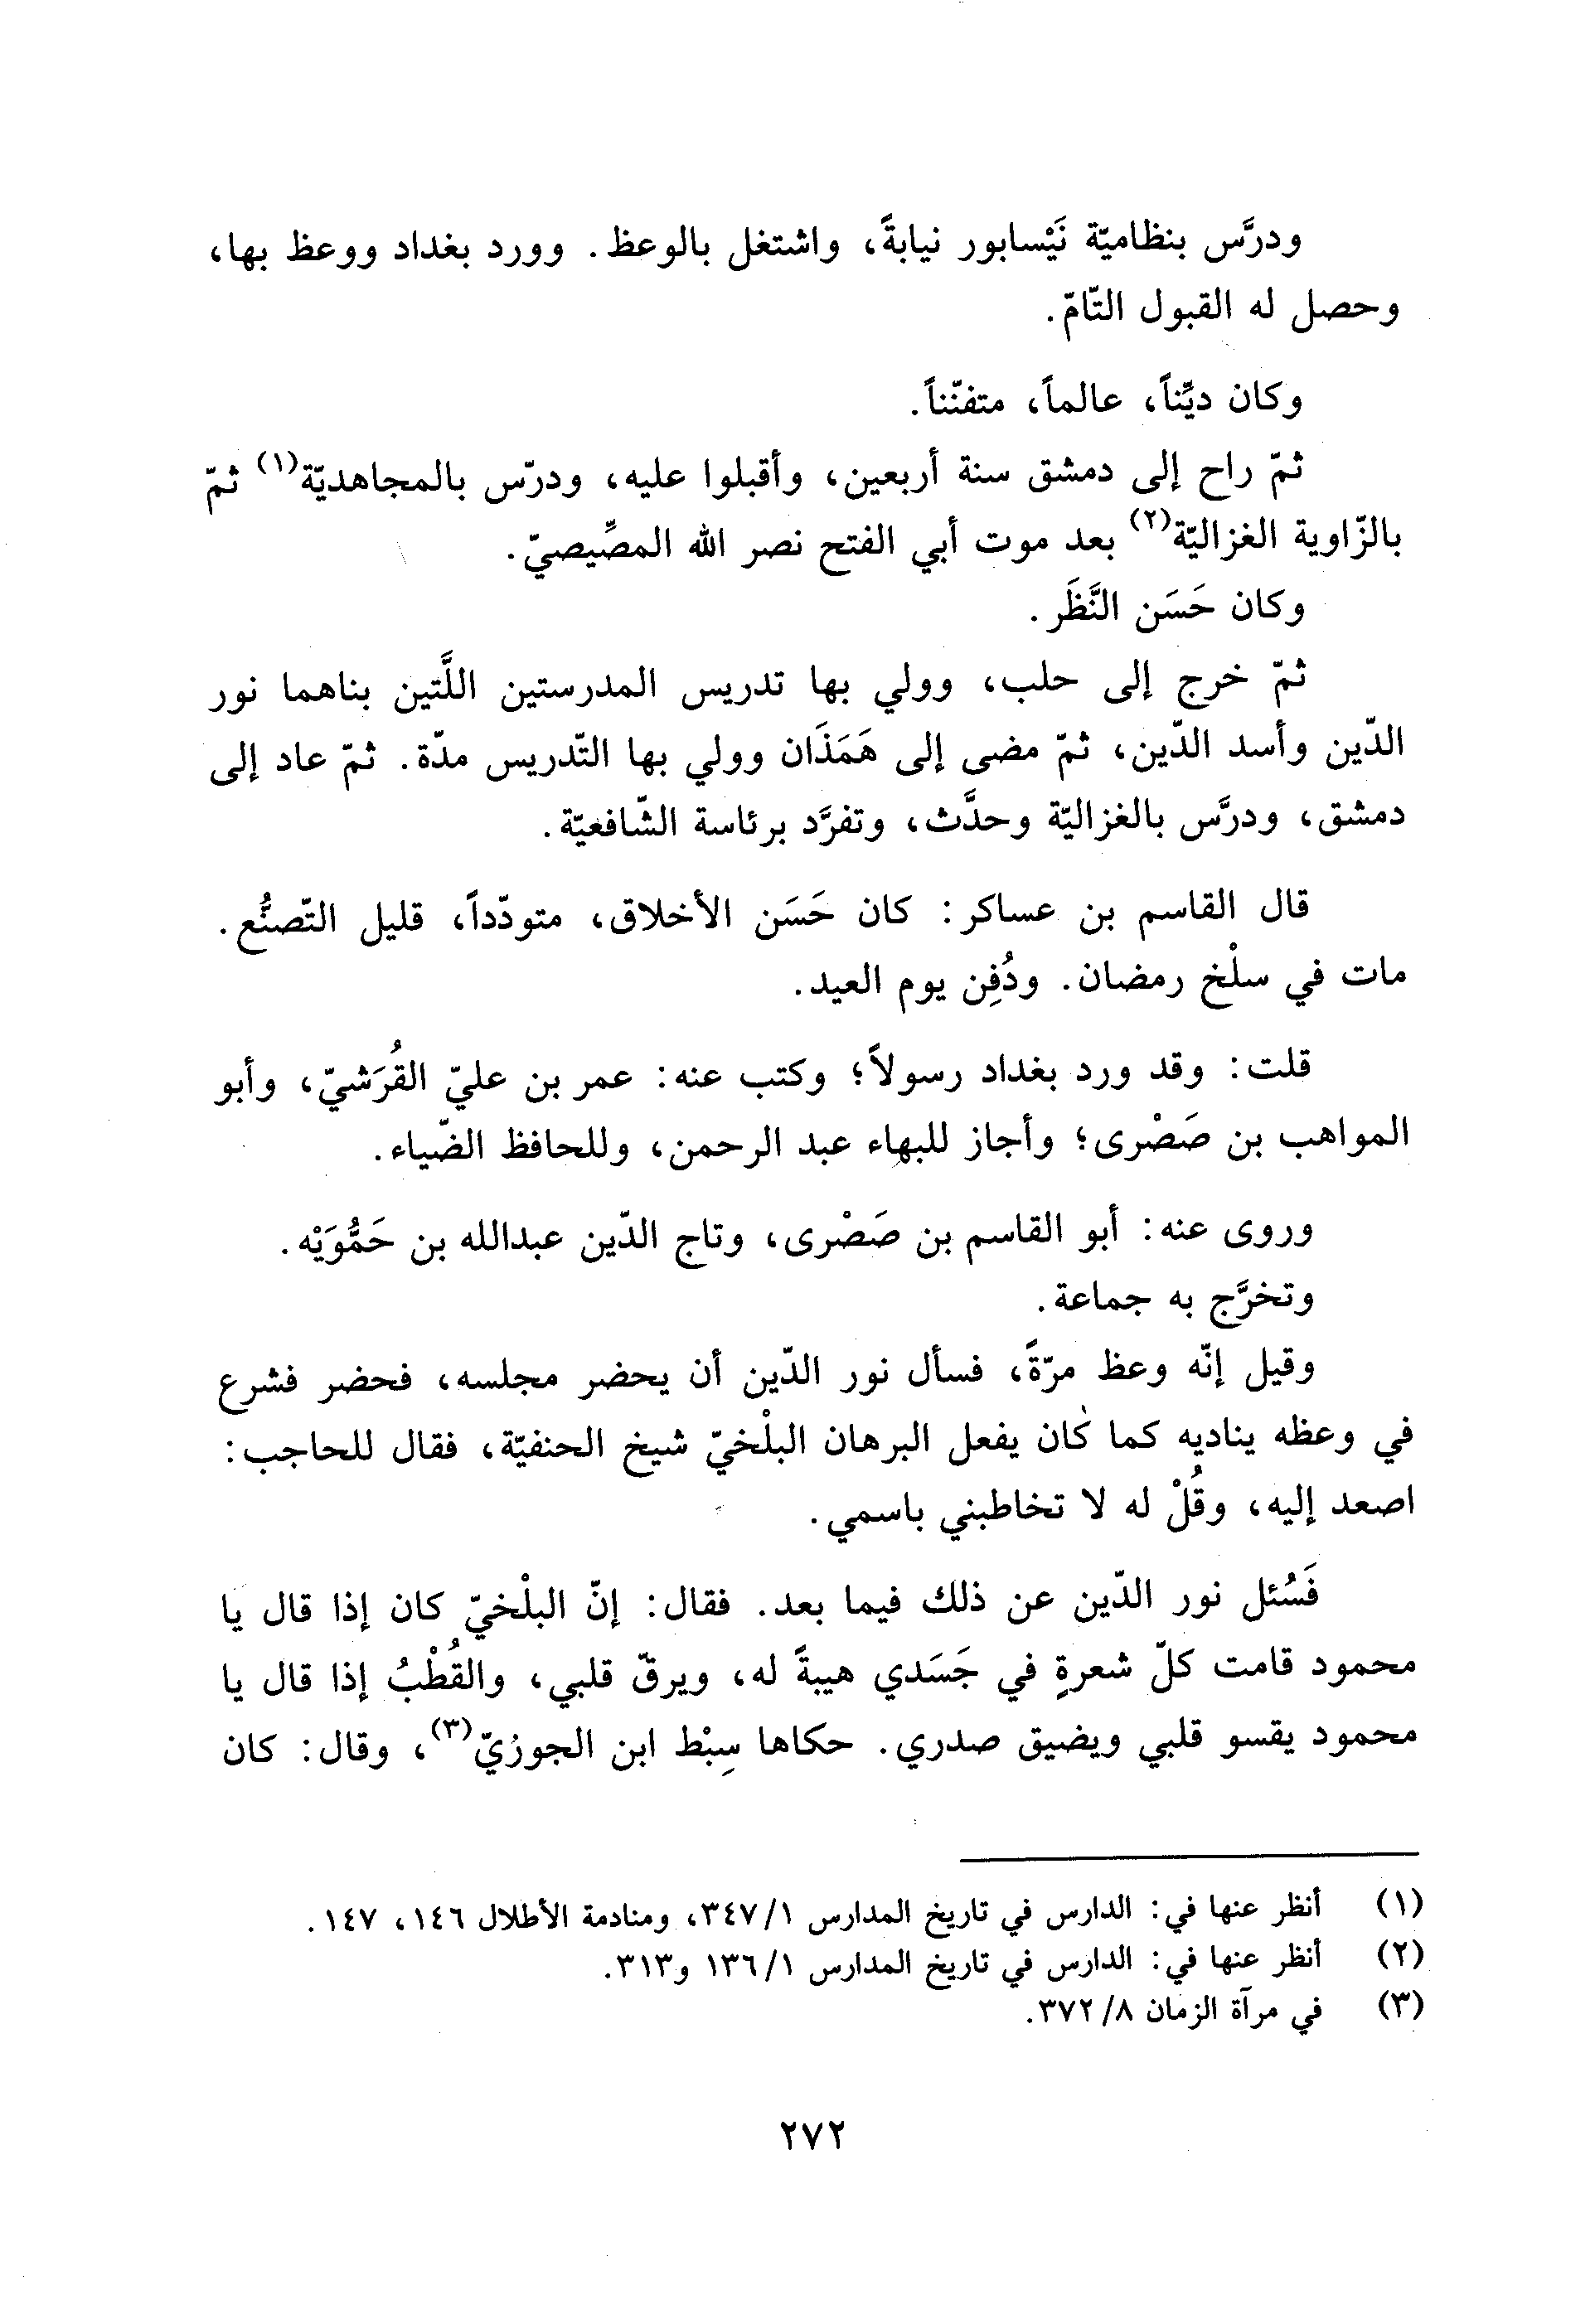 ودرَّس بنظاميّة نَيْسابور نيابةً، واشتغل بالوعظ. وورد بغداد ووعظ بها،
وحصل له القبول التّامّ.
وكان ديِّناً، عالماً، متفنّناً.
ثمّ راح إلى دمشق سنة أربعين، وأقبلوا عليه، ودرّس بالمجاهديّة(١) ثمّ
بالزّاوية الغزاليّة(٢) بعد موت أبي الفتح نصر الله المصِّيصيّ.
وكان حَسَن النَّظَر.
ثمّ خرج إلى حلب، وولي بها تدريس المدرستين اللَّتين بناهما نور
الدّين وأسد الدّين، ثمّ مضى إلى هَمَذَان وولي بها التّدريس مدّة. ثمّ عاد إلى
دمشق، ودرَّس بالغزاليّة وحدَّث، وتفرَّد برئاسة الشّافعيّة.
قال القاسم بن عساكر: كان حَسَن الأخلاق، متودّداً، قليل التّصنُّع.
مات في سلْخ رمضان. ودُفِن يوم العيد.
قلت: وقد ورد بغداد رسولاً؛ وكتب عنه: عمر بن عليّ القُرَشيّ، وأبو
المواهب بن صَصْرى؛ وأجاز للبهاء عبد الرحمن، وللحافظ الضّياء.
وروى عنه: أبو القاسم بن صَصْرى، وتاج الدّين عبدالله بن حَمُّوَيْه.
وتخرَّج به جماعة.
وقيل إنّه وعظ مرّةً، فسأل نور الدّين أن يحضر مجلسه، فحضر فشرع
في وعظه يناديه كما كان يفعل البرهان البلْخيّ شيخ الحنفيّة، فقال للحاجب:
اصعد إليه، وقُلْ له لا تخاطبني باسمي.
فَسُئل نور الدّين عن ذلك فيما بعد. فقال: إنّ البلْخيّ كان إذا قال يا
محمود قامت كلّ شعرةٍ في جَسَدي هيبةً له، ويرقّ قلبي، والقُطْبُ إذا قال يا
محمود يقسو قلبي ويضيق صدري. حكاها سِبْط ابن الجوزيّ(٣)، وقال: كان
(١) أنظر عنها في: الدارس في تاريخ المدارس ٣٤٧/١، ومنادمة الأطلال ١٤٦، ١٤٧.
(٢) أنظر عنها في: الدارس في تاريخ المدارس ١٣٦/١ و٣١٣.
(٣) في مرآة الزمان ٣٧٢/٨.
٢٧٢